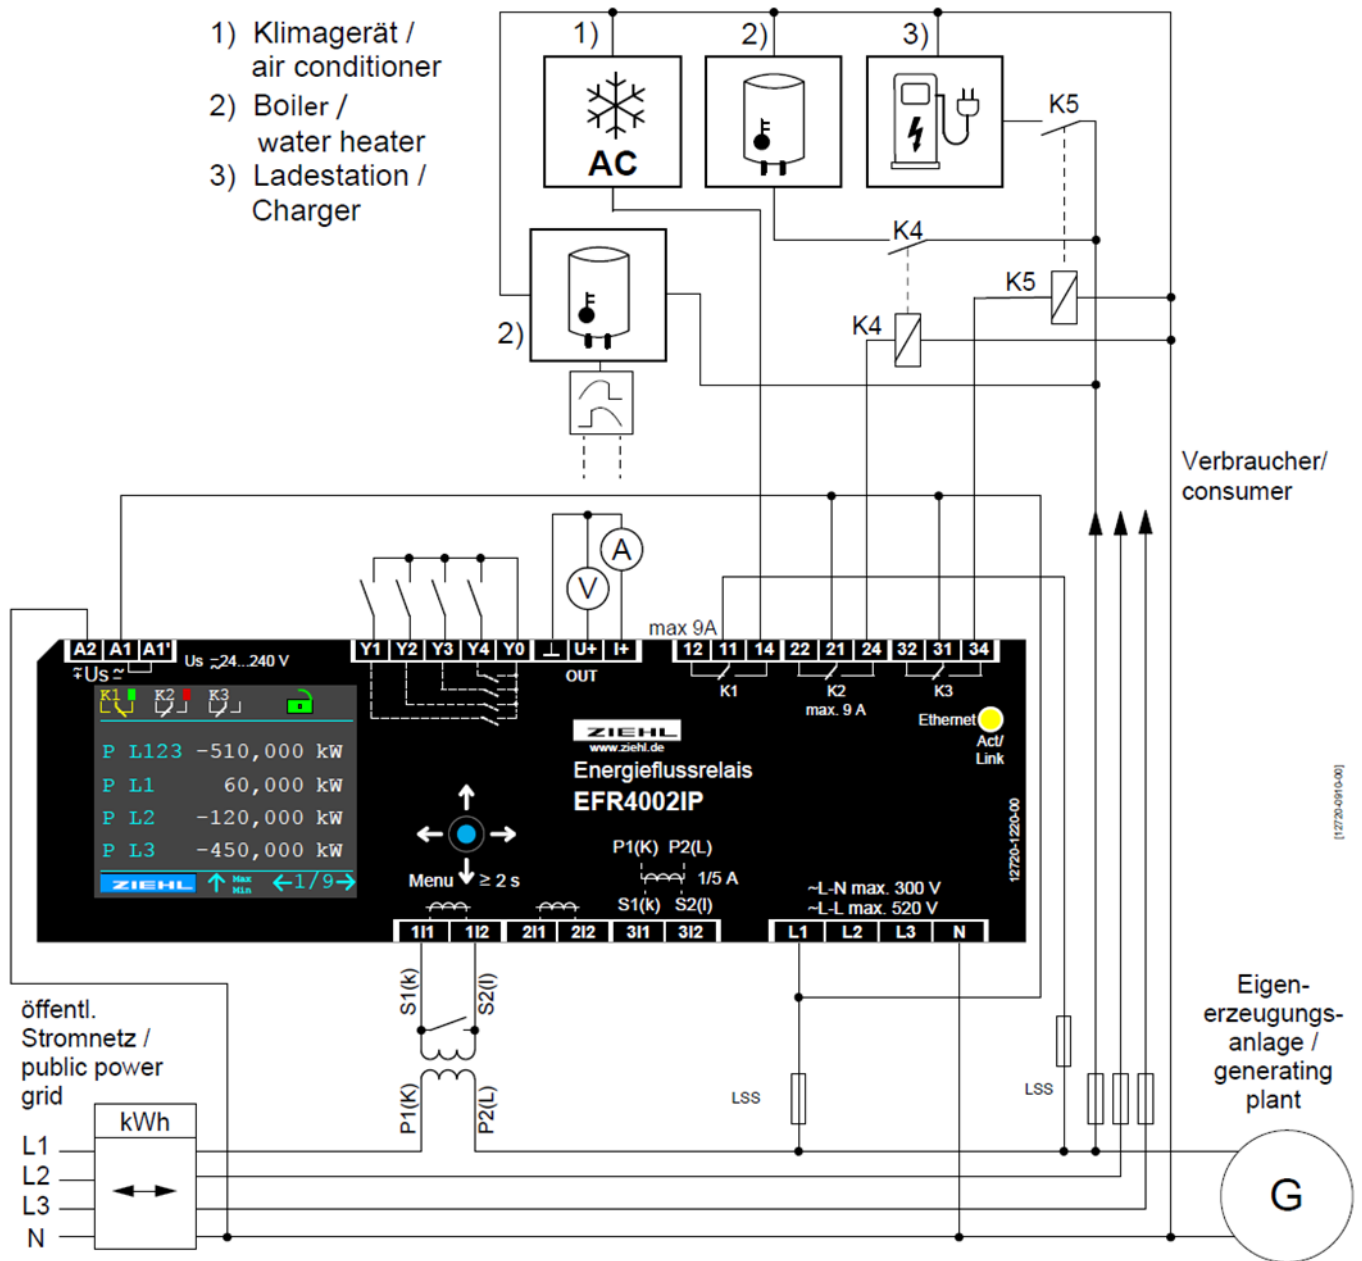 1) Klimagerät /
air conditioner
2) Boiler /
water heater
3) Ladestation /
Charger
1)
2)
3)
AC
K5
K4
K5
K4
2)
Verbraucher/
consumer
A
V
max 9A
A2 A1 A1'
Us 24...240 V
Us
Y1 Y2 Y3 Y4 Y0 ⊥ U+ I+
OUT
12 11 14 22 21 24 32 31 34
K1
K2
K3
max. 9 A
Ethernet
Act/
Link
K1 K2 K3
P L123 -510,000 kW
P L1 60,000 kW
P L2 -120,000 kW
P L3 -450,000 kW
ZIEHL ↑ Max Min ←1/9→
ZIEHL
www.ziehl.de
Energieflussrelais
EFR4002IP
Menu ≥ 2 s
P1(K) P2(L)
1/5 A
S1(k) S2(l)
~L-N max. 300 V
~L-L max. 520 V
12720-1220-00
[12720-0910-00]
1I1 1I2 2I1 2I2 3I1 3I2 L1 L2 L3 N
S1(k)
S2(l)
P1(K)
P2(L)
LSS
LSS
öffentl.
Stromnetz /
public power
grid
kWh
L1
L2
L3
N
Eigen-
erzeugungs-
anlage /
generating
plant
G